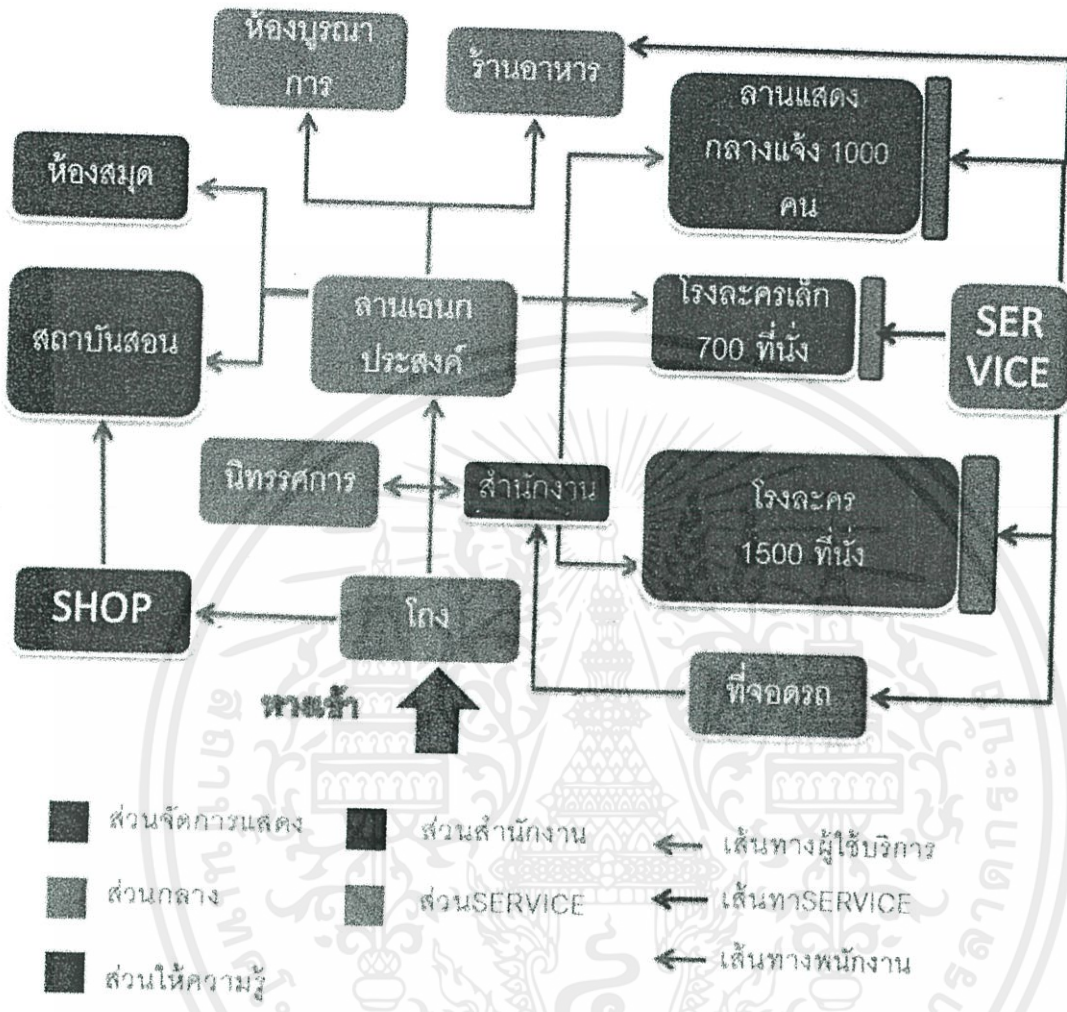 ห้องบูรณา
การ
ร้านอาหาร
ลานแสดง
กลางแจ้ง 1000
คน
ห้องสมุด
สถาบันสอน
ลานเอนก
ประสงค์
โรงละครเล็ก
700 ที่นั่ง
SER
VICE
นิทรรศการ
สำนักงาน
โรงละคร
1500 ที่นั่ง
SHOP
โถง
ที่จอดรถ
ทางเข้า
ส่วนจัดการแสดง
ส่วนสำนักงาน
เส้นทางผู้ใช้บริการ
ส่วนกลาง
ส่วนSERVICE
เส้นทาSERVICE
ส่วนให้ความรู้
เส้นทางพนักงาน